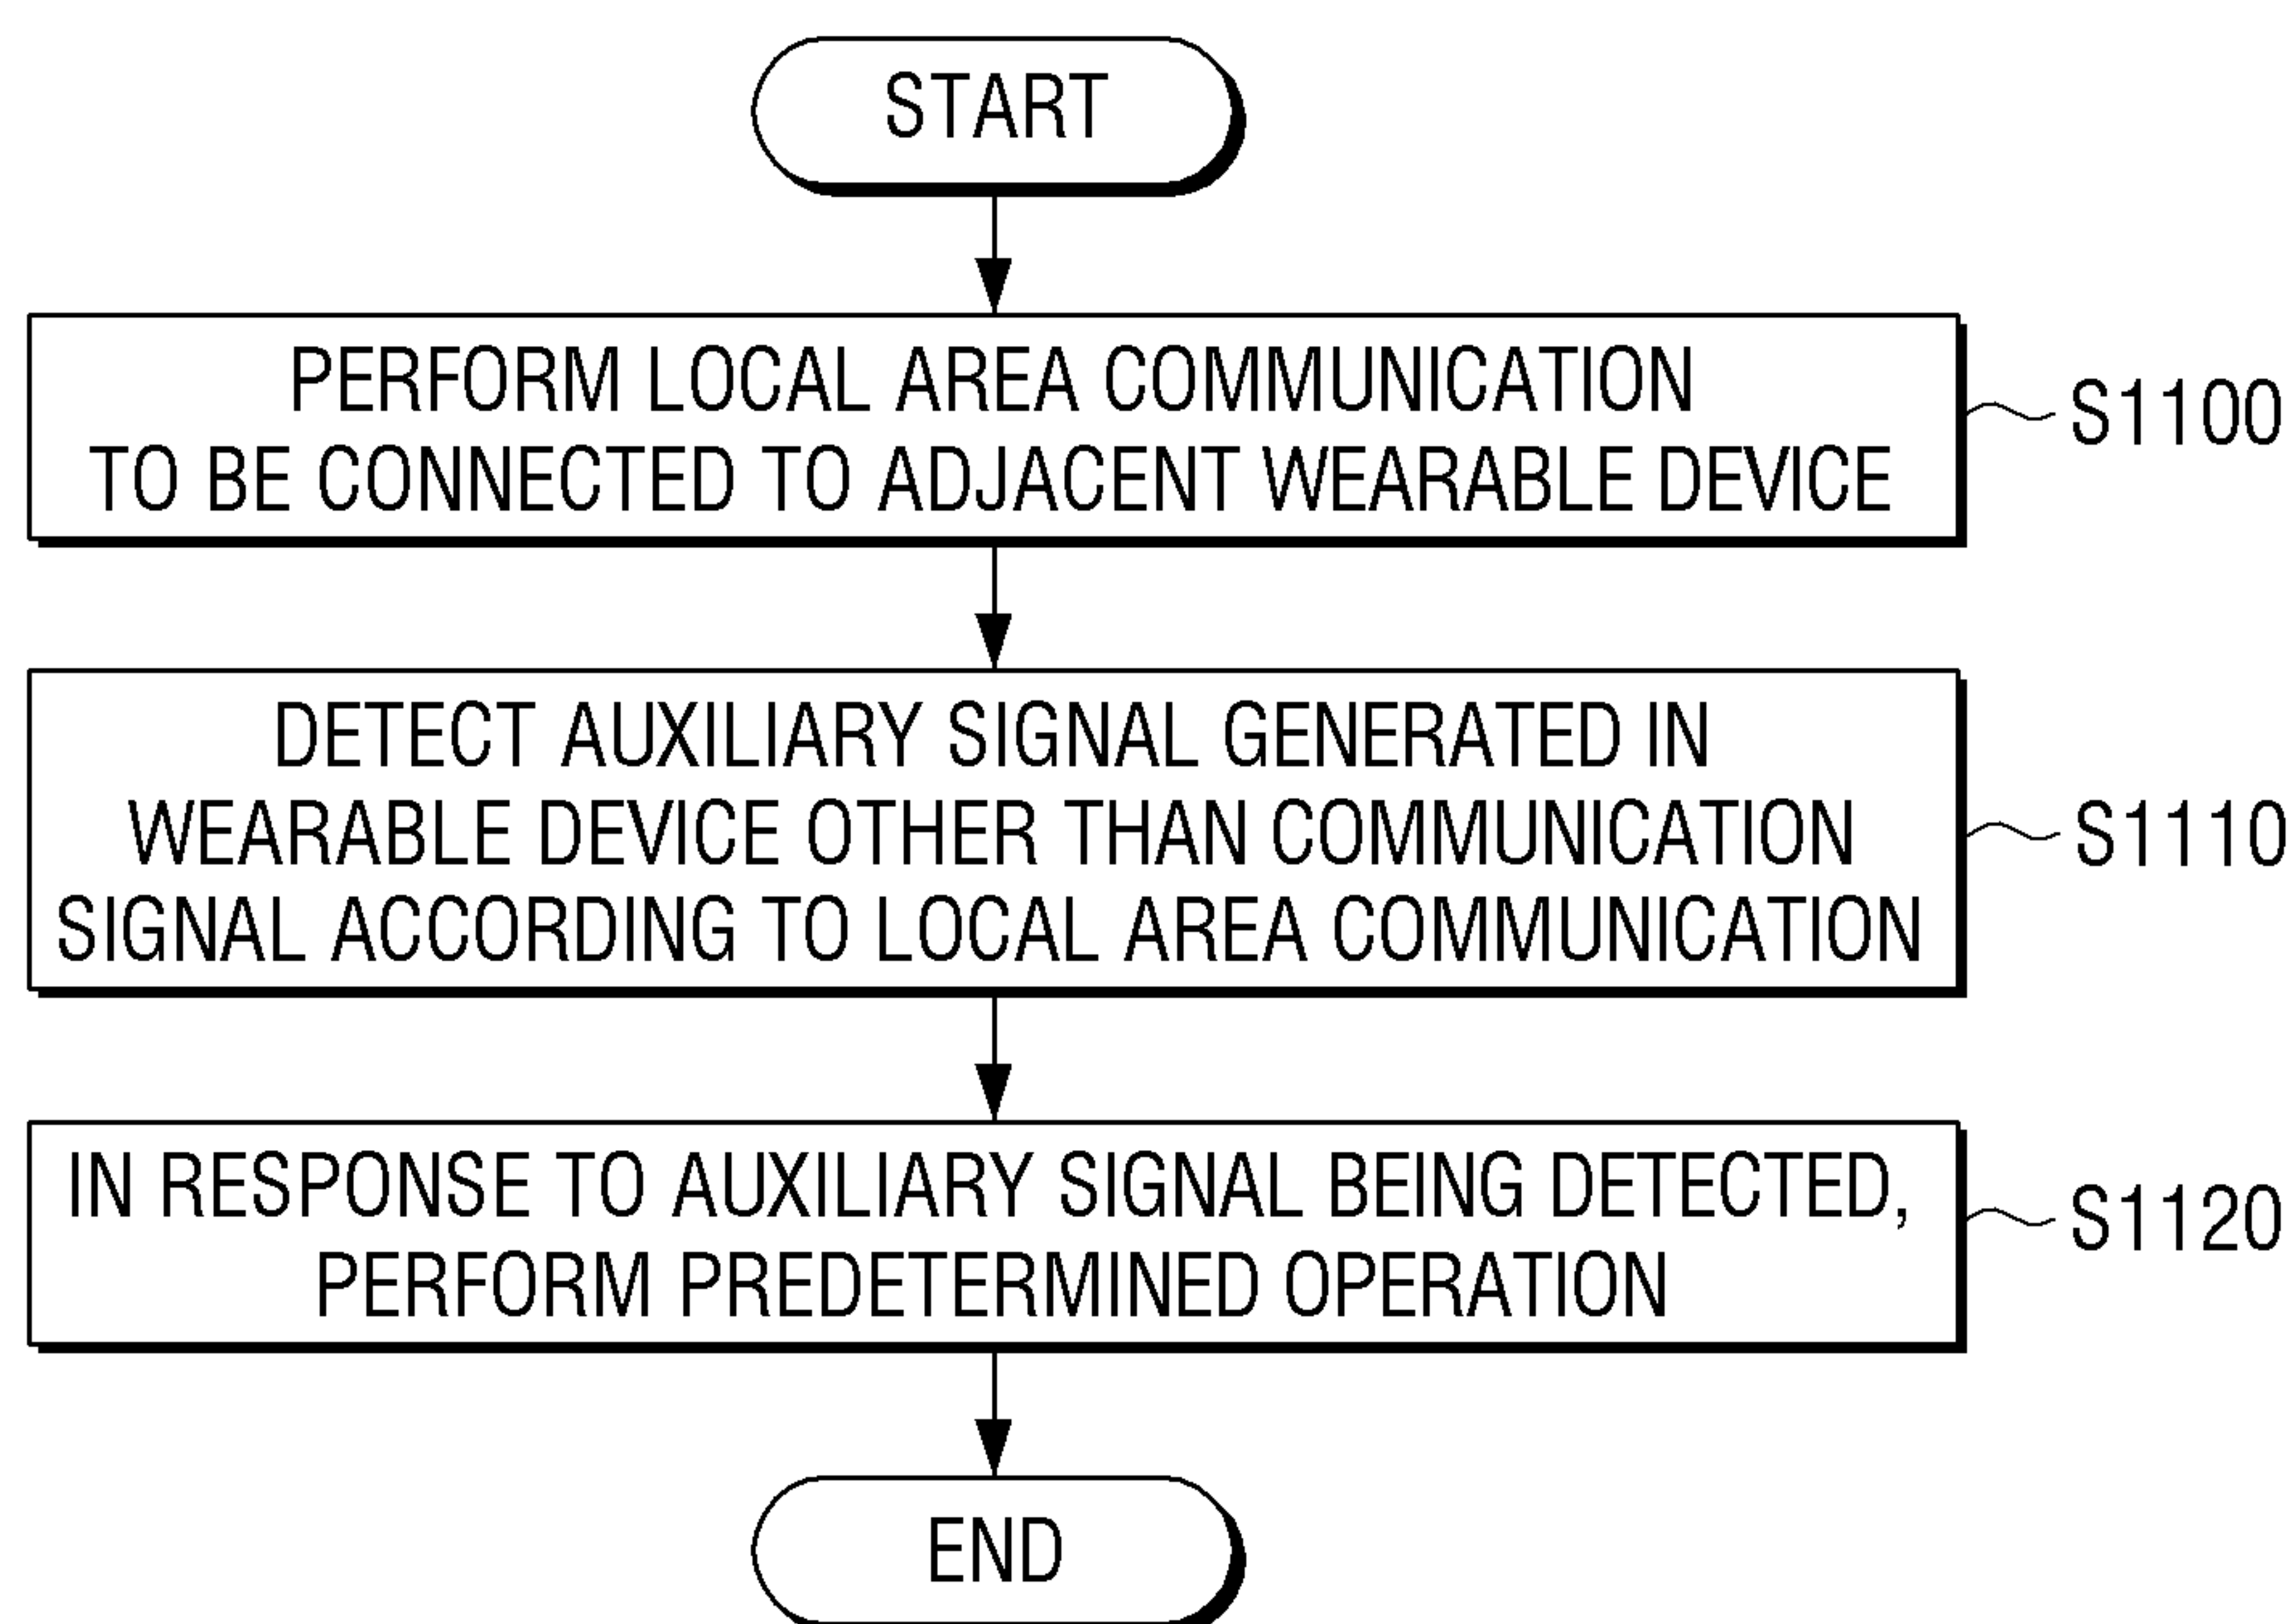 START
PERFORM LOCAL AREA COMMUNICATION
TO BE CONNECTED TO ADJACENT WEARABLE DEVICE
S1100
DETECT AUXILIARY SIGNAL GENERATED IN
WEARABLE DEVICE OTHER THAN COMMUNICATION
SIGNAL ACCORDING TO LOCAL AREA COMMUNICATION
S1110
IN RESPONSE TO AUXILIARY SIGNAL BEING DETECTED,
PERFORM PREDETERMINED OPERATION
S1120
END